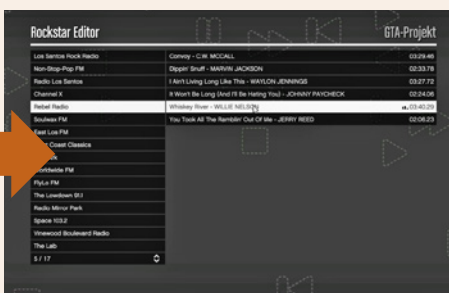 Rockstar Editor
GTA-Projekt
Los Santos Rock Radio
Non-Stop-Pop FM
Radio Los Santos
Channel X
Rebel Radio
Soulwax FM
East Los FM
Coast Classics
Worldwide FM
FlyLo FM
The Lowdown 91.1
Radio Mirror Park
Space 103.2
Vinewood Boulevard Radio
The Lab
5 / 17
Convoy - C.W. MCCALL 03:29.46
Dippin' Snuff - MARVIN JACKSON 02:33.78
I Ain't Living Long Like This - WAYLON JENNINGS 03:27.72
It Won't Be Long (And I'll Be Hating You) - JOHNNY PAYCHECK 02:24.06
Whiskey River - WILLIE NELSON 03:40.29
You Took All The Ramblin' Out Of Me - JERRY REED 02:06.23